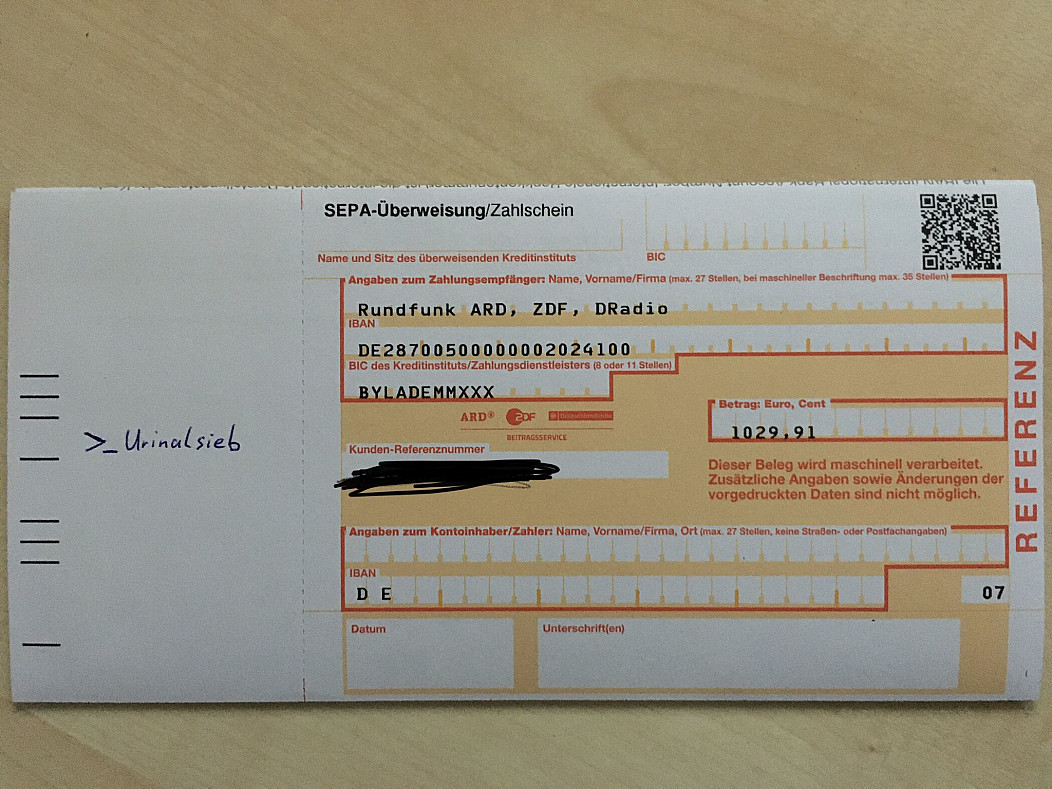 SEPA-Überweisung/Zahlschein
Name und Sitz des überweisenden Kreditinstituts
BIC
Angaben zum Zahlungsempfänger: Name, Vorname/Firma (max. 27 Stellen, bei maschineller Beschriftung max. 35 Stellen)
Rundfunk ARD, ZDF, DRadio
IBAN
DE28700500000002024100
BIC des Kreditinstituts/Zahlungsdienstleisters (8 oder 11 Stellen)
BYLADEMMXXX
ARD ZDF Deutschlandradio
BEITRAGSSERVICE
Betrag: Euro, Cent
1029,91
Kunden-Referenznummer
Dieser Beleg wird maschinell verarbeitet.
Zusätzliche Angaben sowie Änderungen der
vorgedruckten Daten sind nicht möglich.
Angaben zum Kontoinhaber/Zahler: Name, Vorname/Firma, Ort (max. 27 Stellen, keine Straßen- oder Postfachangaben)
IBAN
D E
07
Datum
Unterschrift(en)
REFERENZ
>_Urinalsieb